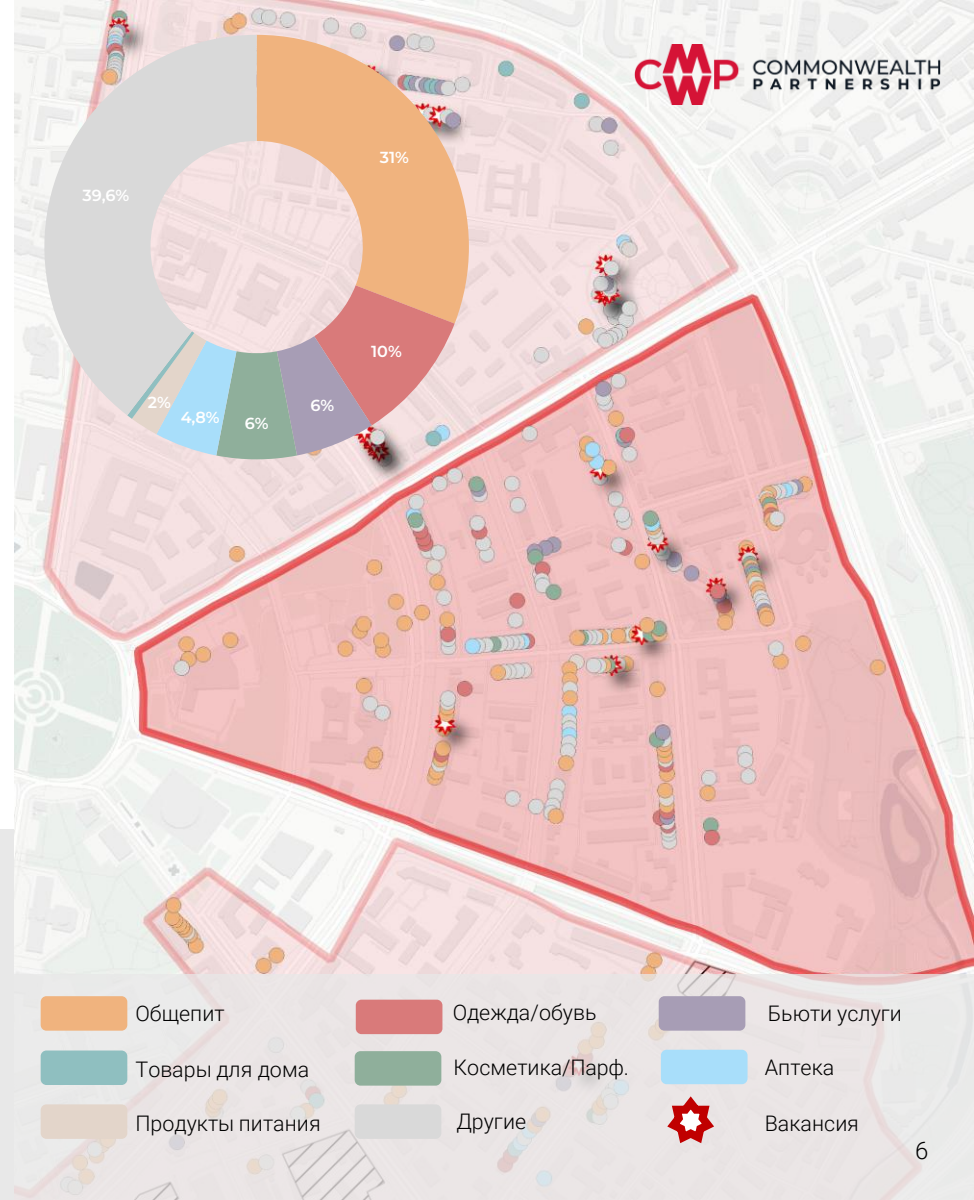 CMWP COMMONWEALTH
PARTNERSHIP
31%
39,6%
10%
2%
4,8%
6%
6%
Общепит
Одежда/обувь
Бьюти услуги
Товары для дома
Косметика/Парф.
Аптека
Продукты питания
Другие
Вакансия
6